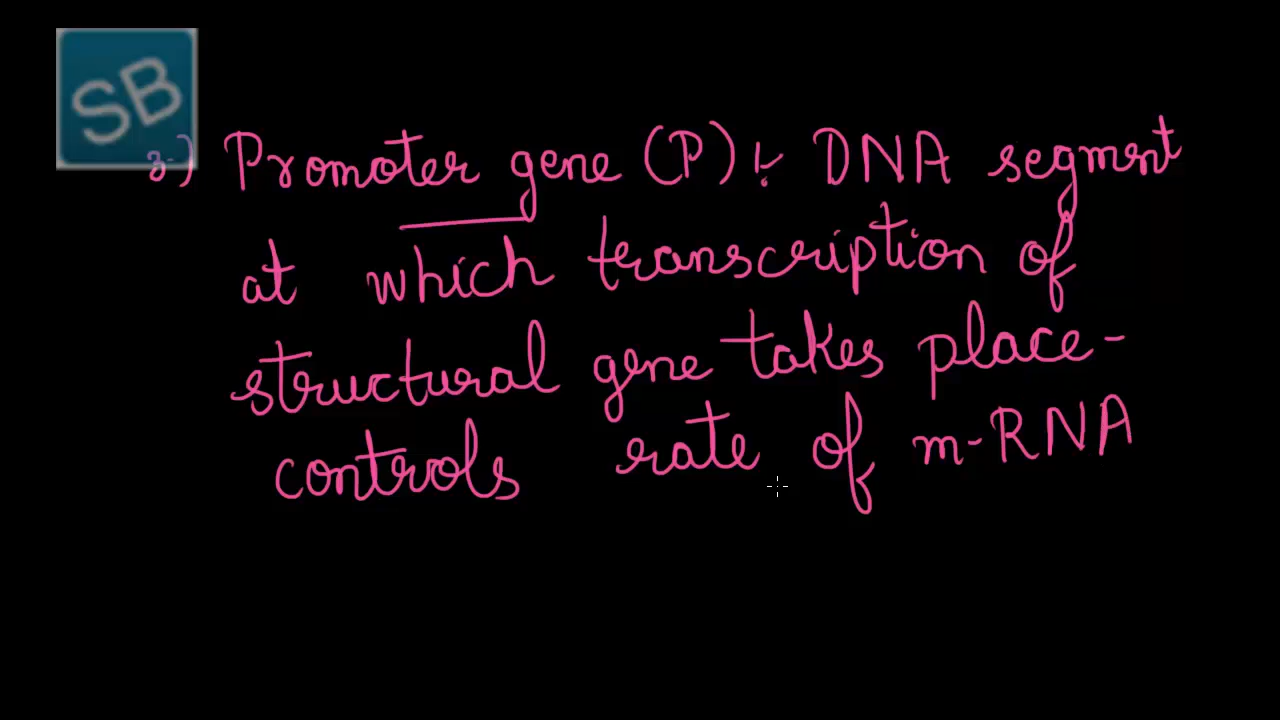 SB
3.) Promoter gene (P) : DNA segment
at which transcription of
structural gene takes place -
controls rate of m-RNA